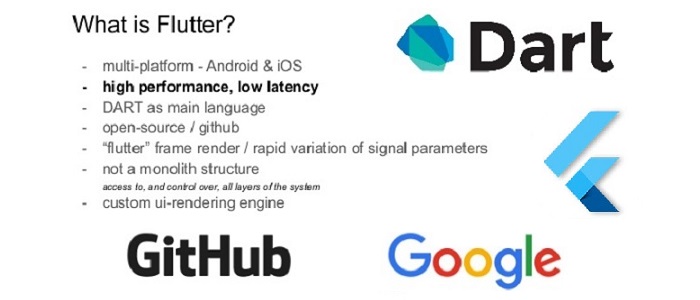 What is Flutter?
Dart
- multi-platform - Android & iOS
- high performance, low latency
- DART as main language
- open-source / github
- “flutter” frame render / rapid variation of signal parameters
- not a monolith structure
access to, and control over, all layers of the system
- custom ui-rendering engine
GitHub
Google